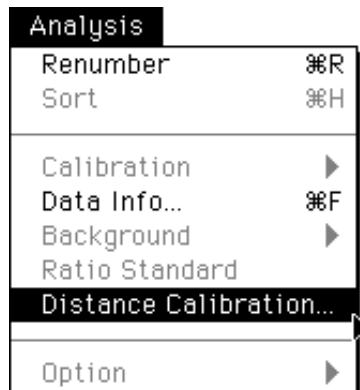 Analysis
Renumber ⌘R
Sort ⌘H
Calibration ▶
Data Info... ⌘F
Background ▶
Ratio Standard
Distance Calibration...
Option ▶